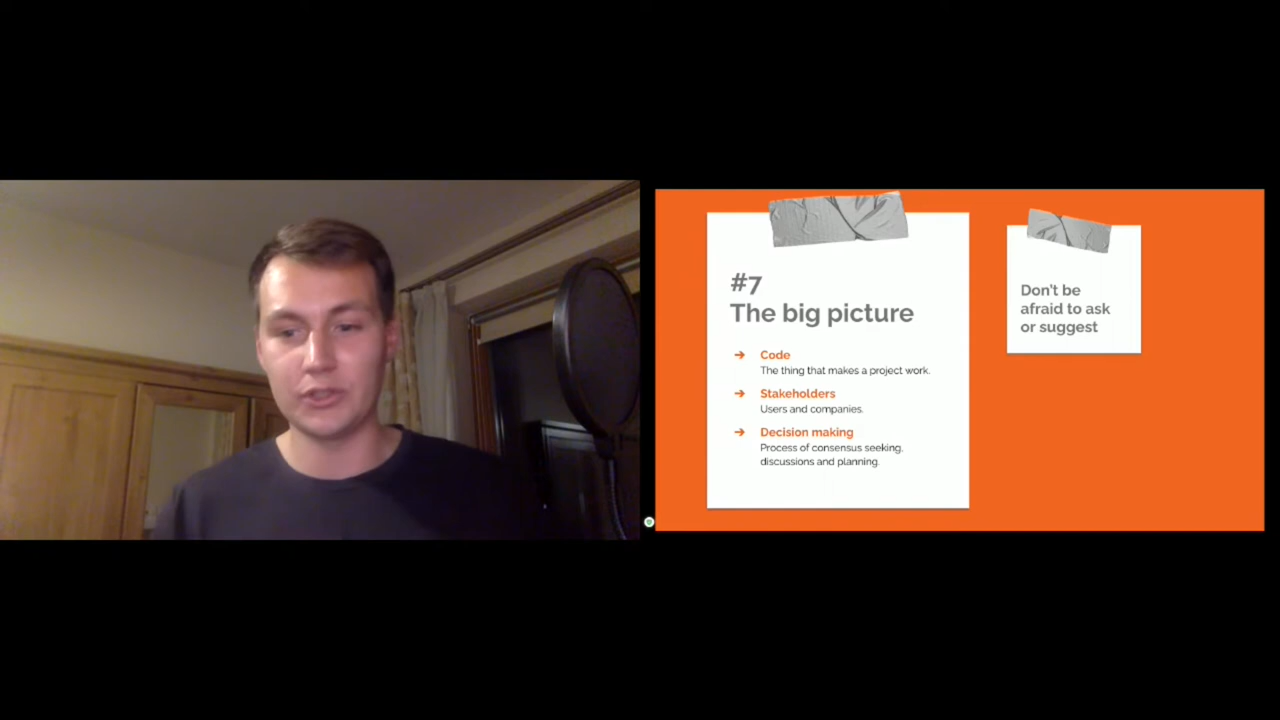 #7
The big picture
➔ Code
The thing that makes a project work.
➔ Stakeholders
Users and companies.
➔ Decision making
Process of consensus seeking,
discussions and planning.
Don't be
afraid to ask
or suggest